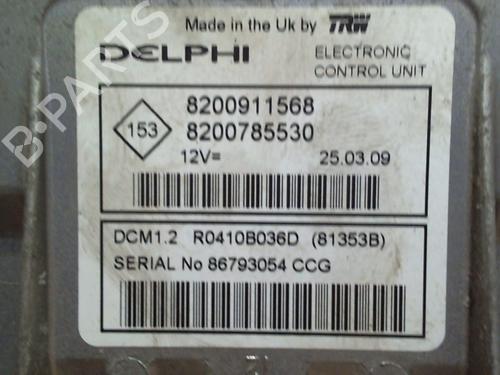 Made in the Uk by TRW
DELPHI
ELECTRONIC
CONTROL UNIT
153
8200911568
8200785530
12V=
25.03.09
DCM1.2 R0410B036D (81353B)
SERIAL No 86793054 CCG
B-PARTS